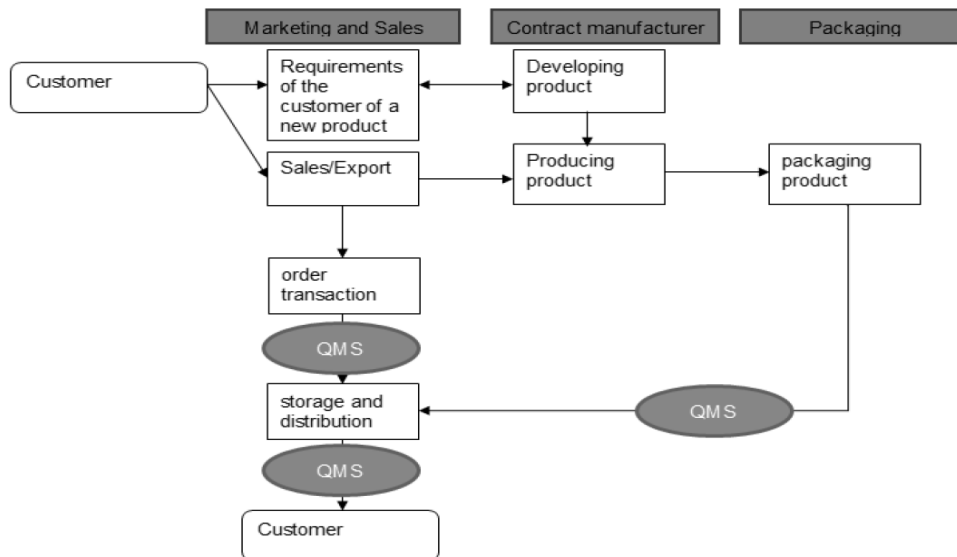 Marketing and Sales
Contract manufacturer
Packaging
Customer
Requirements
of the
customer of a
new product
Developing
product
Sales/Export
Producing
product
packaging
product
order
transaction
QMS
storage and
distribution
QMS
QMS
Customer